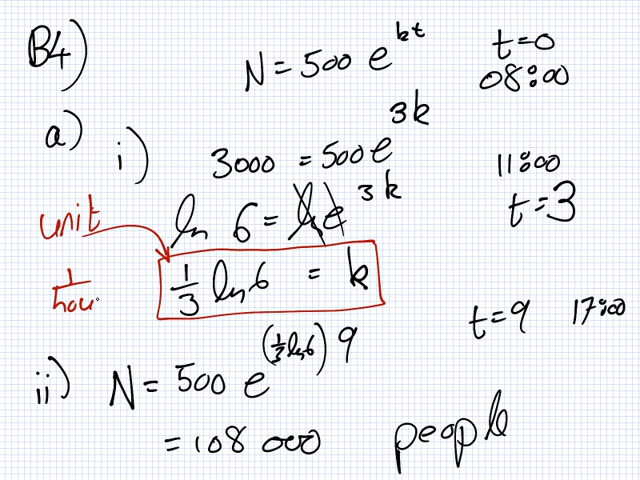 B4) N = 500 e^{kt} t=0
08:00
a) i) 3000 = 500 e^{3k} 11:00
unit ln 6 = ln e^{3k} t=3
1/hour 1/3 ln 6 = k
t=9 17:00
ii) N = 500 e^{(1/3 ln 6) 9}
= 108 000 people